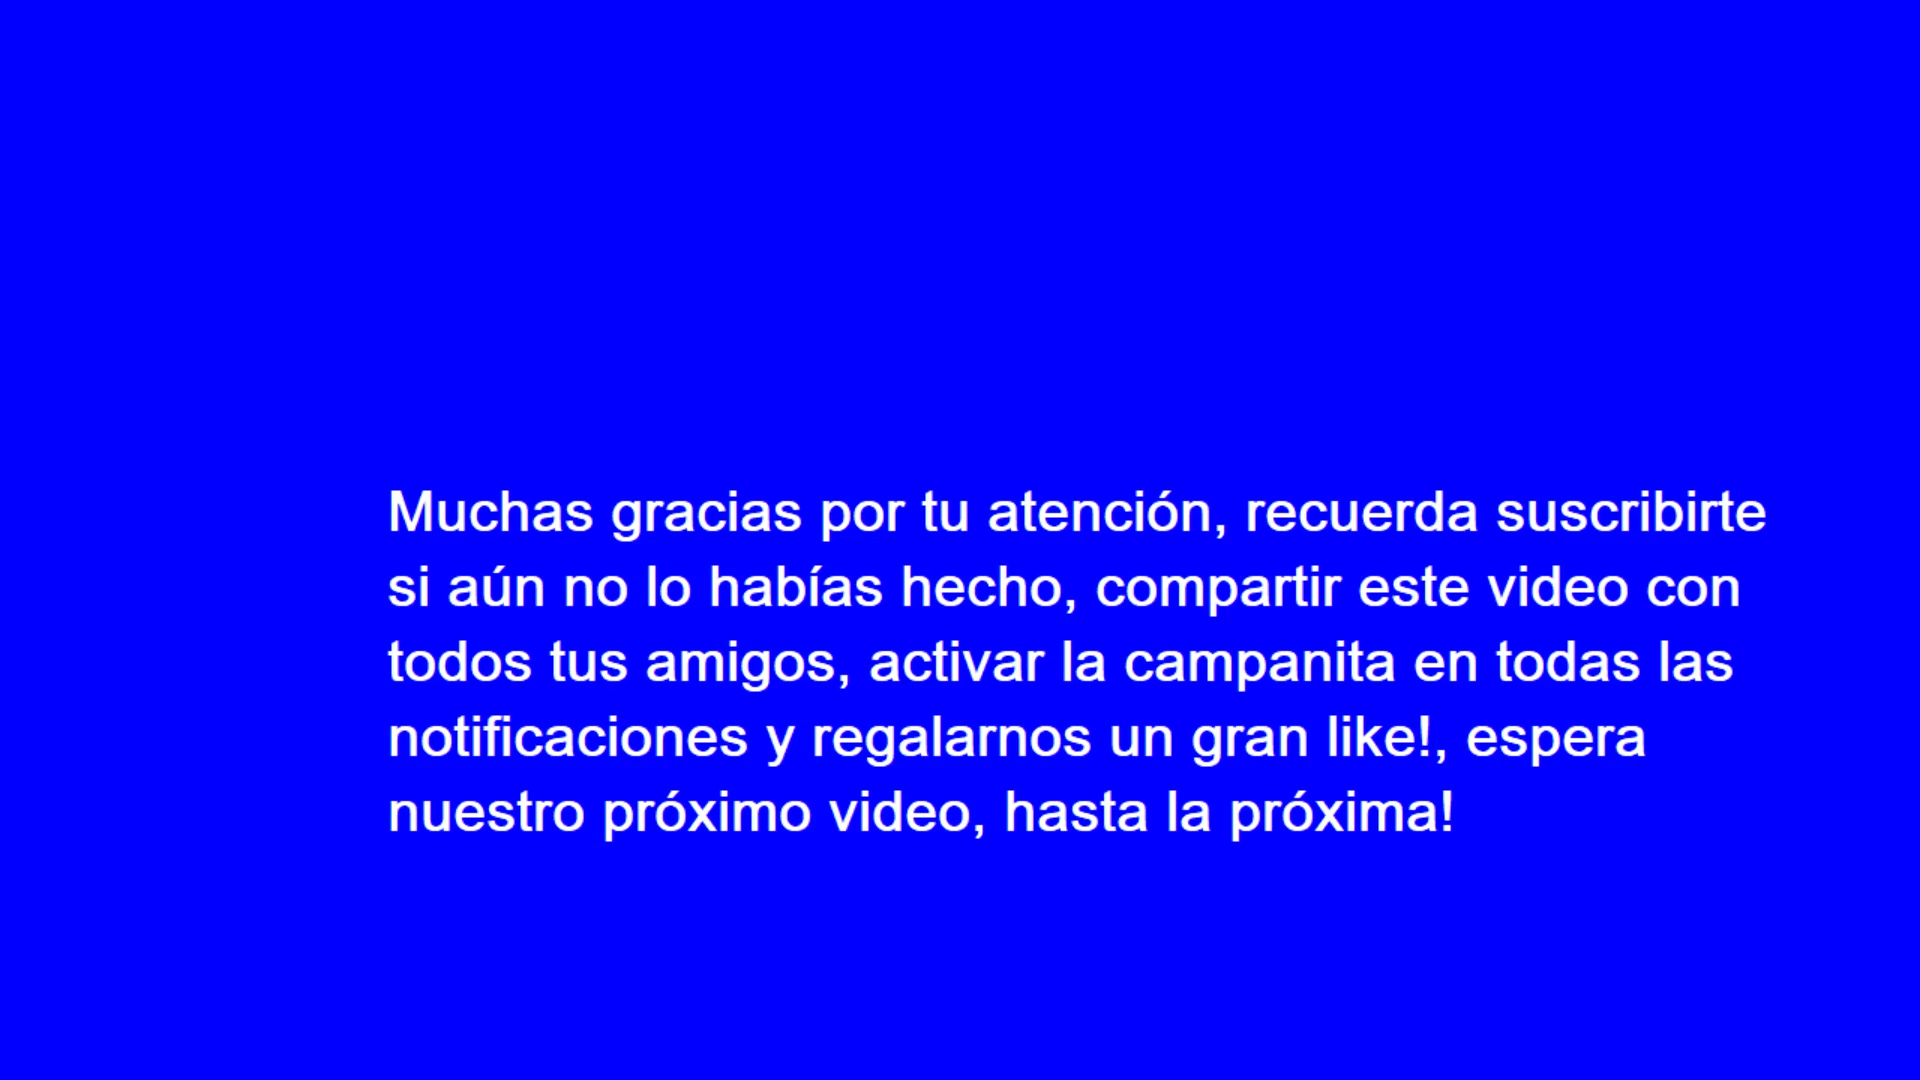 Muchas gracias por tu atención, recuerda suscribirte
si aún no lo habías hecho, compartir este video con
todos tus amigos, activar la campanita en todas las
notificaciones y regalarnos un gran like!, espera
nuestro próximo video, hasta la próxima!